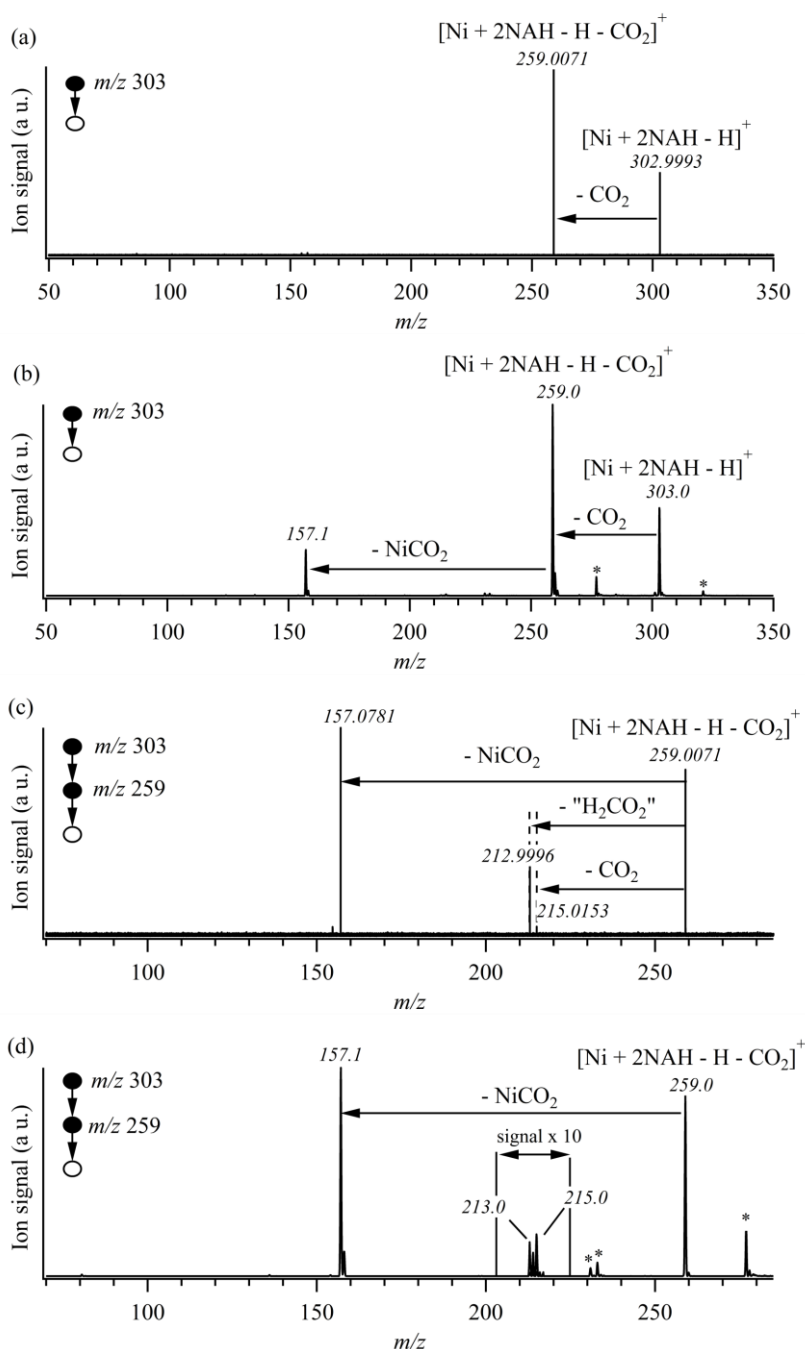 (a)
[Ni + 2NAH - H - CO₂]⁺
259.0071
m/z 303
[Ni + 2NAH - H]⁺
302.9993
- CO₂
Ion signal (a u.)
50 100 150 200 250 300 350
m/z
(b)
[Ni + 2NAH - H - CO₂]⁺
259.0
m/z 303
[Ni + 2NAH - H]⁺
303.0
- CO₂
157.1
- NiCO₂
* *
Ion signal (a u.)
50 100 150 200 250 300 350
m/z
(c)
157.0781
[Ni + 2NAH - H - CO₂]⁺
m/z 303
259.0071
- NiCO₂
m/z 259
- "H₂CO₂"
212.9996
- CO₂
215.0153
Ion signal (a u.)
100 150 200 250
m/z
(d)
157.1
[Ni + 2NAH - H - CO₂]⁺
m/z 303
259.0
- NiCO₂
m/z 259
signal x 10
213.0
215.0
* * *
Ion signal (a u.)
100 150 200 250
m/z